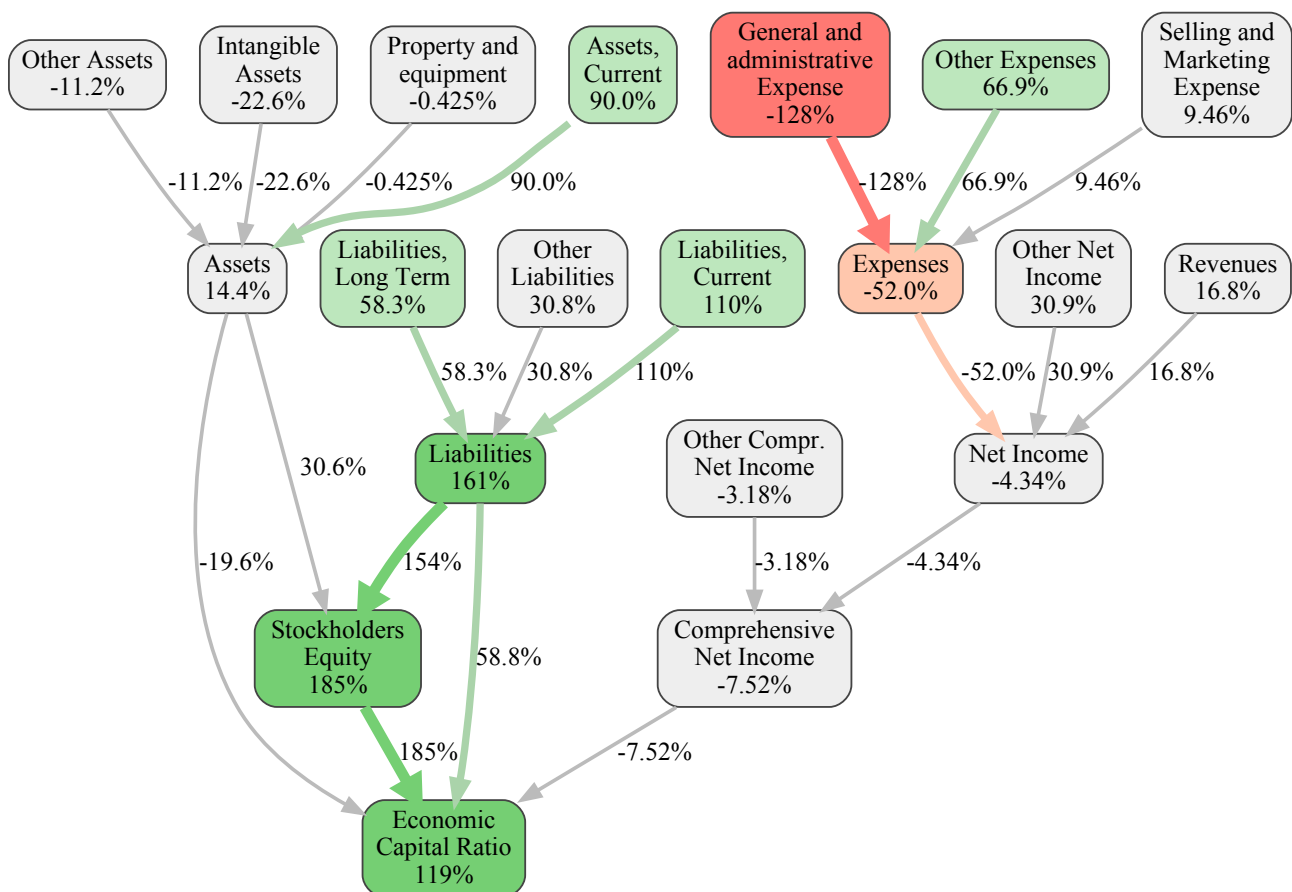 Other Assets
-11.2%
Intangible
Assets
-22.6%
Property and
equipment
-0.425%
Assets,
Current
90.0%
General and
administrative
Expense
-128%
Other Expenses
66.9%
Selling and
Marketing
Expense
9.46%
-11.2%
-22.6%
-0.425%
90.0%
-128%
66.9%
9.46%
Assets
14.4%
Liabilities,
Long Term
58.3%
Other
Liabilities
30.8%
Liabilities,
Current
110%
Expenses
-52.0%
Other Net
Income
30.9%
Revenues
16.8%
58.3%
30.8%
110%
-52.0%
30.9%
16.8%
30.6%
Liabilities
161%
Other Compr.
Net Income
-3.18%
Net Income
-4.34%
-19.6%
154%
-3.18%
-4.34%
Stockholders
Equity
185%
58.8%
Comprehensive
Net Income
-7.52%
185%
-7.52%
Economic
Capital Ratio
119%